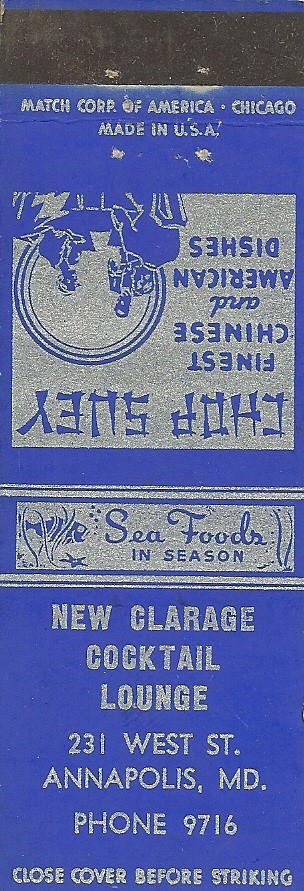 MATCH CORP. OF AMERICA · CHICAGO
MADE IN U.S.A.
CHOP SUEY
FINEST
CHINESE
and
AMERICAN
DISHES
Sea Foods
IN SEASON
NEW CLARAGE
COCKTAIL
LOUNGE
231 WEST ST.
ANNAPOLIS, MD.
PHONE 9716
CLOSE COVER BEFORE STRIKING